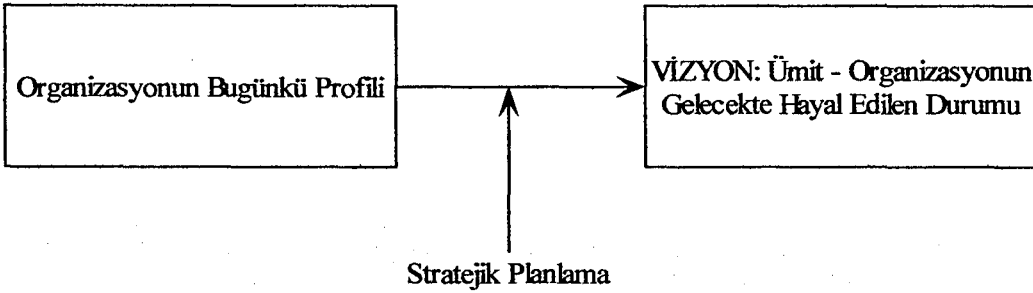 Organizasyonun Bugünkü Profili
VİZYON: Ümit - Organizasyonun
Gelecekte Hayal Edilen Durumu
Stratejik Planlama